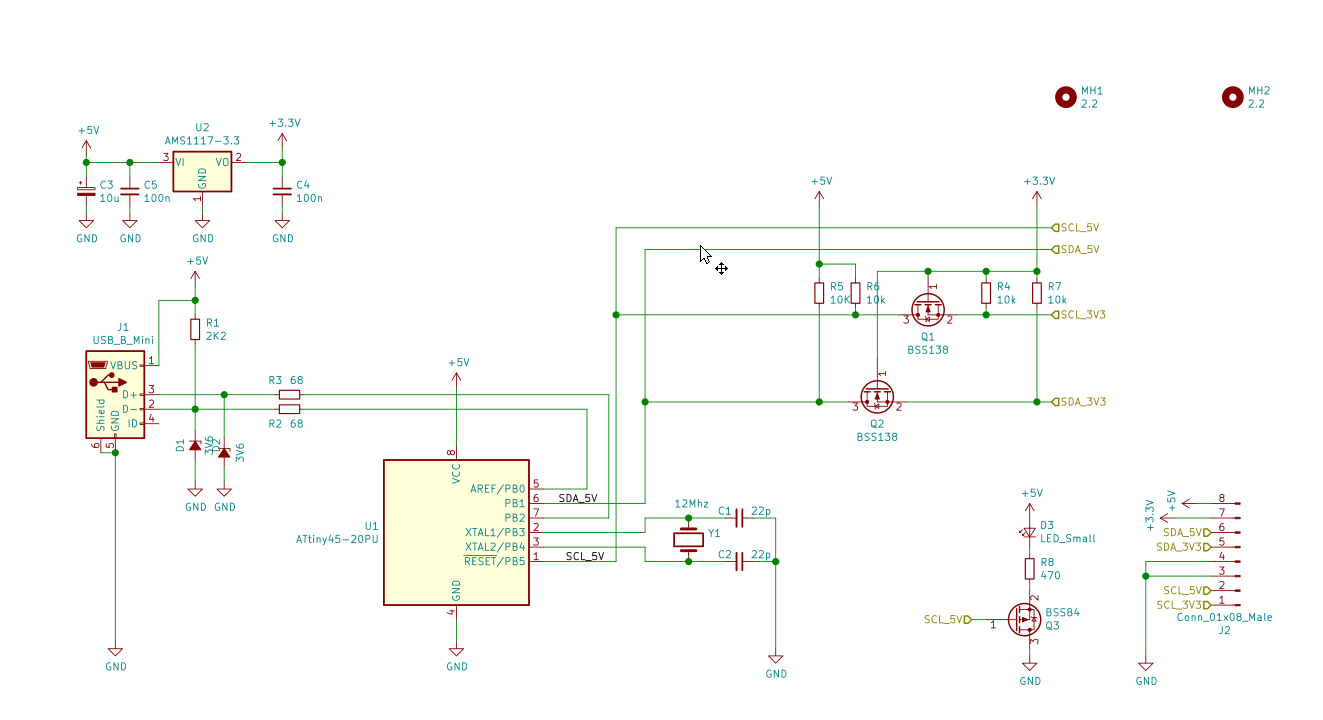 MH1
2.2
MH2
2.2
+5V
U2
AMS1117-3.3
+3.3V
3
VI
VO
2
GND
1
C3
10u
C5
100n
C4
100n
GND
GND
GND
GND
+5V
+3.3V
SCL_5V
SDA_5V
+5V
R5
10K
R6
10k
1
3
2
Q1
BSS138
R4
10k
R7
10k
SCL_3V3
J1
USB_B_Mini
R1
2K2
VBUS
1
D+
3
D-
2
ID
4
Shield
GND
6
5
R3 68
R2 68
+5V
1
3
2
Q2
BSS138
SDA_3V3
D1
3V6
D2
3V6
GND
GND
8
VCC
U1
ATtiny45-20PU
AREF/PB0
5
PB1
6
SDA_5V
PB2
7
XTAL1/PB3
2
XTAL2/PB4
3
RESET/PB5
1
SCL_5V
GND
4
12Mhz
Y1
C1
22p
C2
22p
+5V
D3
LED_Small
R8
470
2
BSS84
Q3
SCL_5V
1
3
+3.3V
+5V
8
7
SDA_5V
6
SDA_3V3
5
4
3
SCL_5V
2
SCL_3V3
1
Conn_01x08_Male
J2
GND
GND
GND
GND
GND